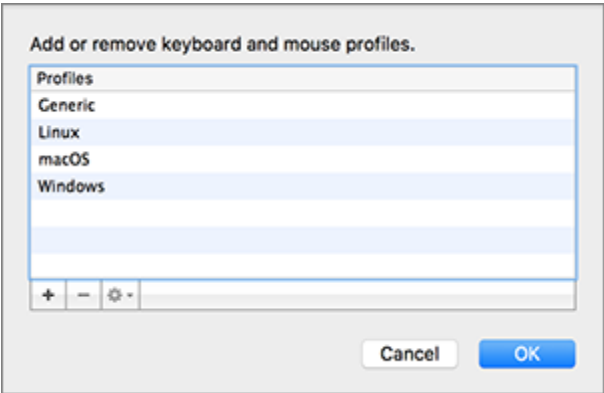 Add or remove keyboard and mouse profiles.
Profiles
Generic
Linux
macOS
Windows
Cancel
OK